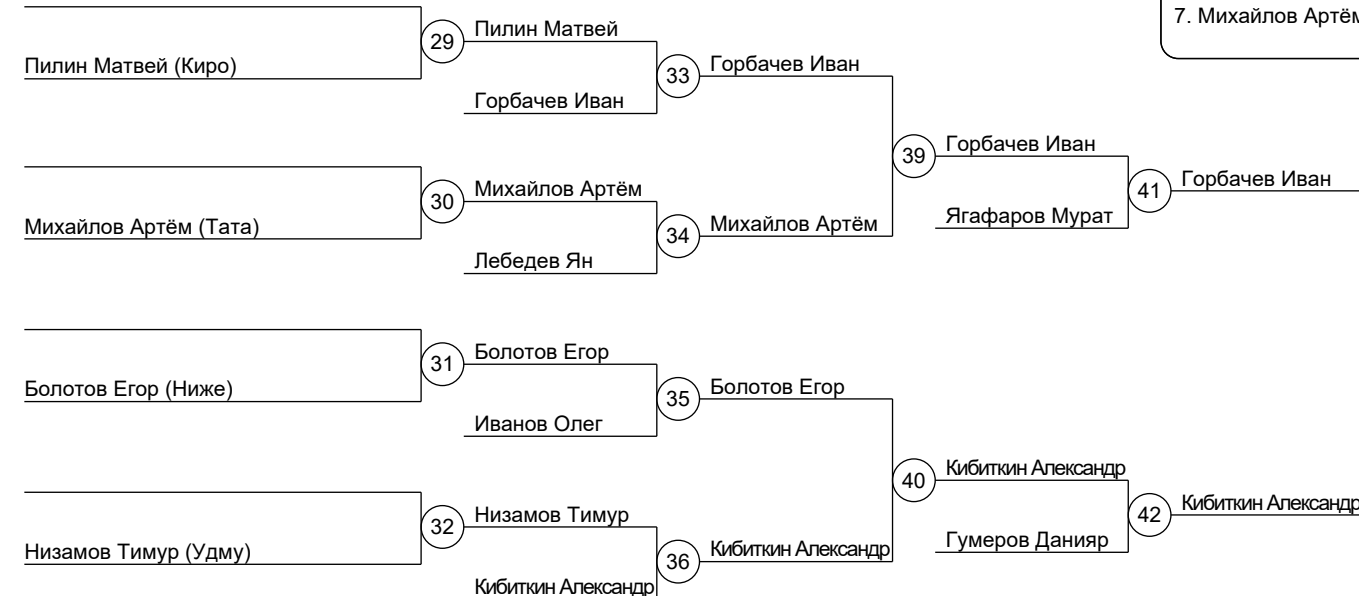 7. Михайлов Артём
29
Пилин Матвей
Пилин Матвей (Киро)
33
Горбачев Иван
Горбачев Иван
39
Горбачев Иван
Михайлов Артём
30
Михайлов Артём (Тата)
34
Михайлов Артём
Лебедев Ян
41
Горбачев Иван
Ягафаров Мурат
31
Болотов Егор
Болотов Егор (Ниже)
35
Болотов Егор
Иванов Олег
40
Кибиткин Александр
32
Низамов Тимур
Низамов Тимур (Удму)
36
Кибиткин Александр
Кибиткин Александр
42
Кибиткин Александр
Гумеров Данияр